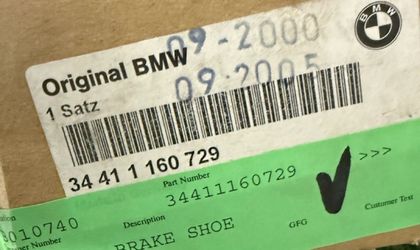 BMW
09-2000
Original BMW
09·2005
1 Satz
34 41 1 160 729
>>>
Part Number
34411160729
010740
Description
BRAKE SHOE
GFG
Customer Text